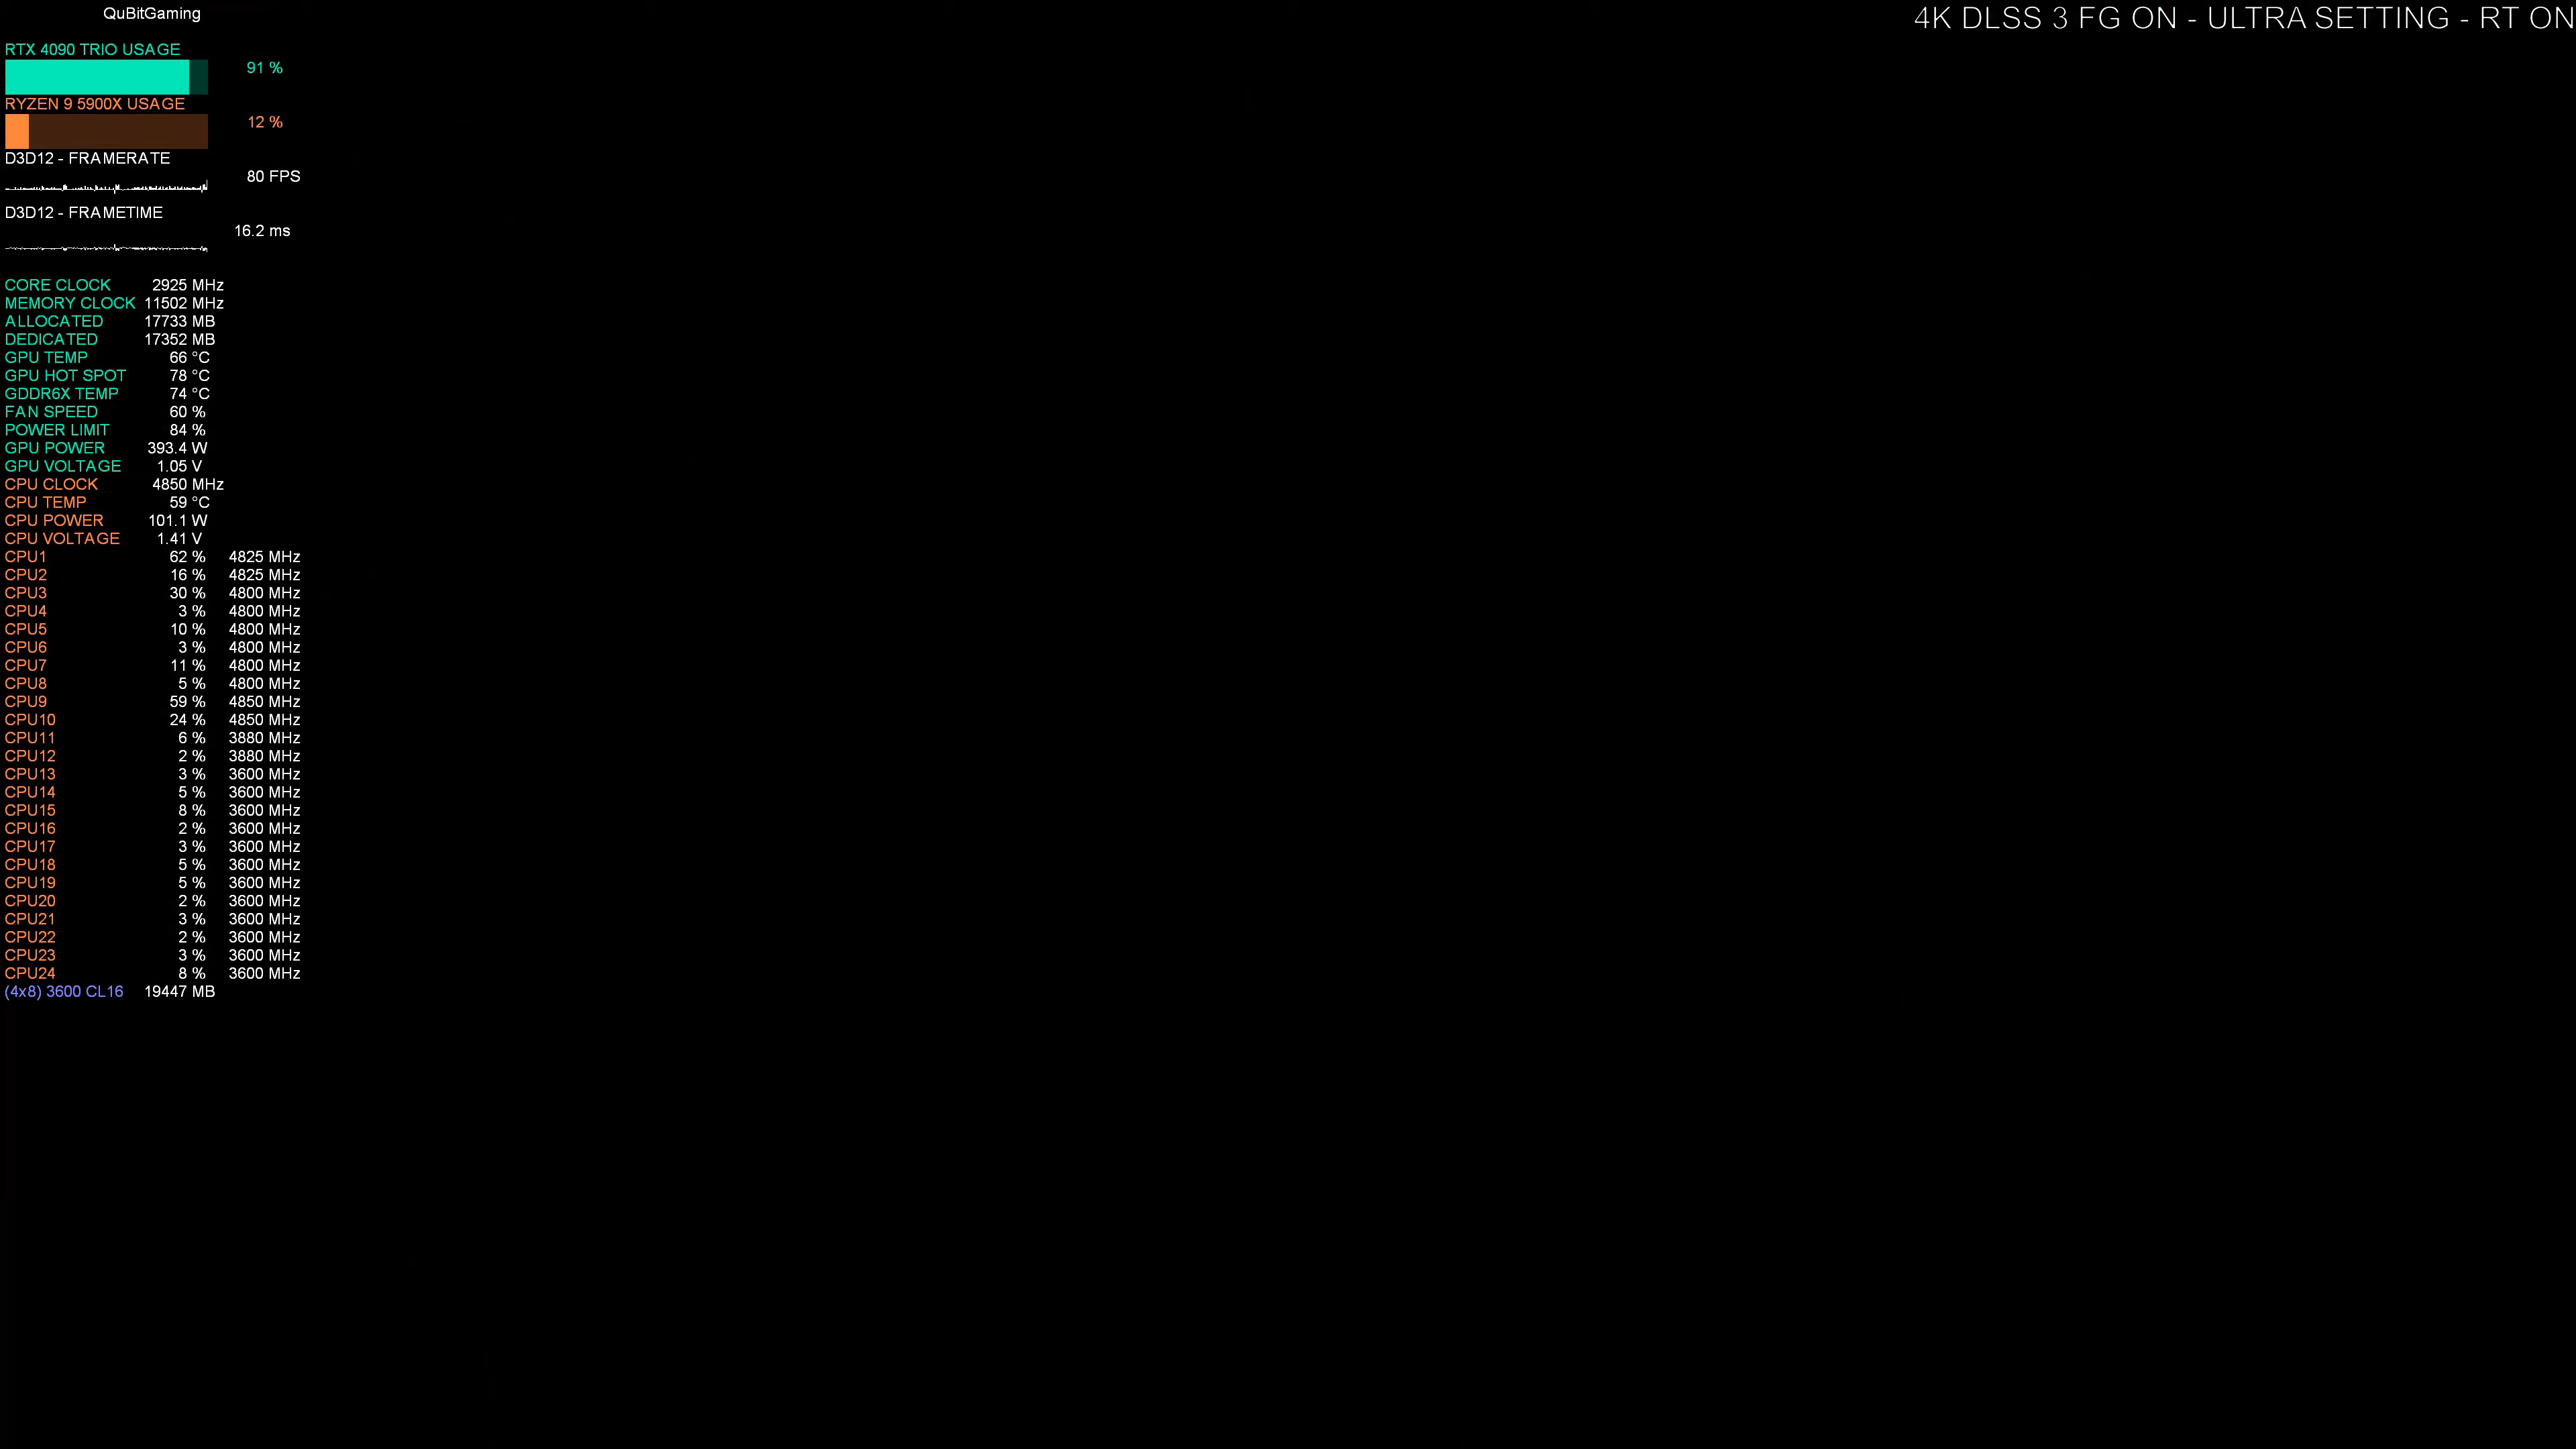 QuBitGaming
4K DLSS 3 FG ON - ULTRA SETTING - RT ON
RTX 4090 TRIO USAGE
91 %
RYZEN 9 5900X USAGE
12 %
D3D12 - FRAMERATE
80 FPS
D3D12 - FRAMETIME
16.2 ms
CORE CLOCK 2925 MHz
MEMORY CLOCK 11502 MHz
ALLOCATED 17733 MB
DEDICATED 17352 MB
GPU TEMP 66 °C
GPU HOT SPOT 78 °C
GDDR6X TEMP 74 °C
FAN SPEED 60 %
POWER LIMIT 84 %
GPU POWER 393.4 W
GPU VOLTAGE 1.05 V
CPU CLOCK 4850 MHz
CPU TEMP 59 °C
CPU POWER 101.1 W
CPU VOLTAGE 1.41 V
CPU1 62 % 4825 MHz
CPU2 16 % 4825 MHz
CPU3 30 % 4800 MHz
CPU4 3 % 4800 MHz
CPU5 10 % 4800 MHz
CPU6 3 % 4800 MHz
CPU7 11 % 4800 MHz
CPU8 5 % 4800 MHz
CPU9 59 % 4850 MHz
CPU10 24 % 4850 MHz
CPU11 6 % 3880 MHz
CPU12 2 % 3880 MHz
CPU13 3 % 3600 MHz
CPU14 5 % 3600 MHz
CPU15 8 % 3600 MHz
CPU16 2 % 3600 MHz
CPU17 3 % 3600 MHz
CPU18 5 % 3600 MHz
CPU19 5 % 3600 MHz
CPU20 2 % 3600 MHz
CPU21 3 % 3600 MHz
CPU22 2 % 3600 MHz
CPU23 3 % 3600 MHz
CPU24 8 % 3600 MHz
(4x8) 3600 CL16 19447 MB